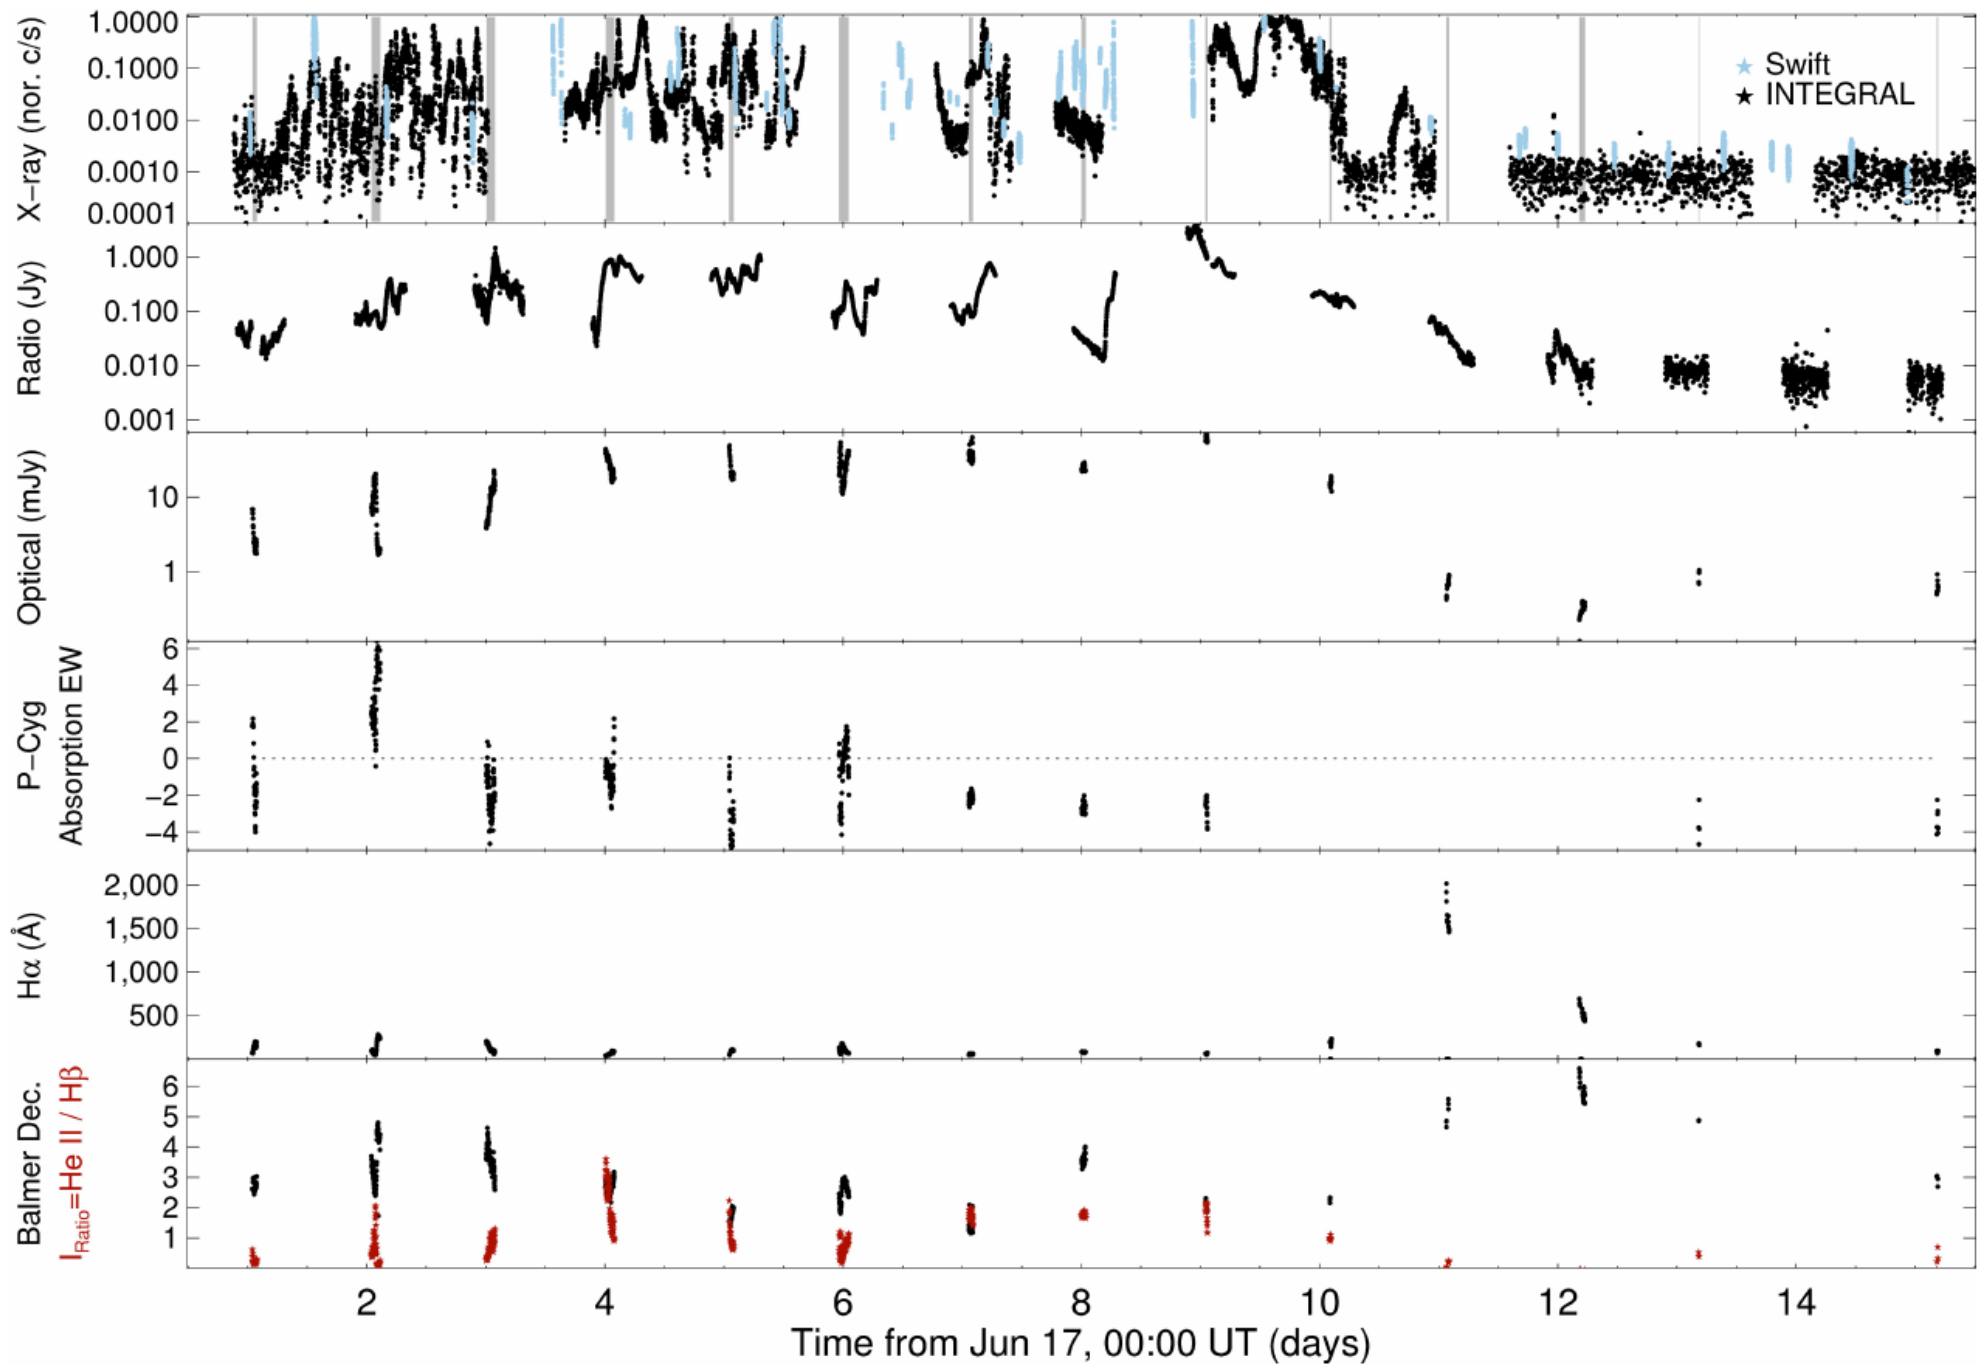 X-ray (nor. c/s)
1.0000
0.1000
0.0100
0.0010
0.0001
Swift
INTEGRAL
Radio (Jy)
1.000
0.100
0.010
0.001
Optical (mJy)
10
1
P-Cyg
Absorption EW
6
4
2
0
−2
−4
Hα (Å)
2,000
1,500
1,000
500
Balmer Dec.
I_Ratio=He II / Hβ
6
5
4
3
2
1
2 4 6 8 10 12 14
Time from Jun 17, 00:00 UT (days)